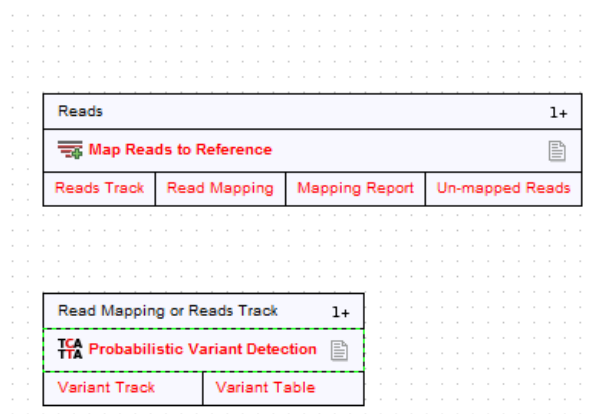 Reads 1+
Map Reads to Reference
Reads Track Read Mapping Mapping Report Un-mapped Reads
Read Mapping or Reads Track 1+
TCA
TTA Probabilistic Variant Detection
Variant Track Variant Table